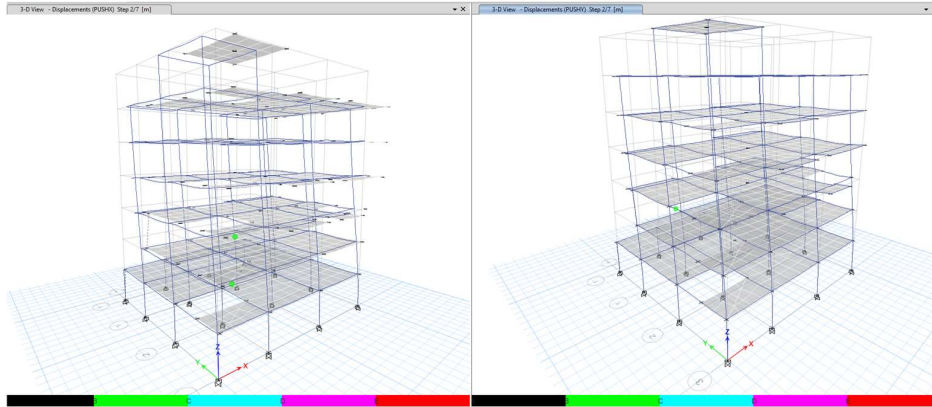 3-D View - Displacements (PUSHX) Step 2/7 [m]
3-D View - Displacements (PUSHY) Step 2/7 [m]
Z
Y
X
Z
Y
X
B
C
D
E
B
C
D
E